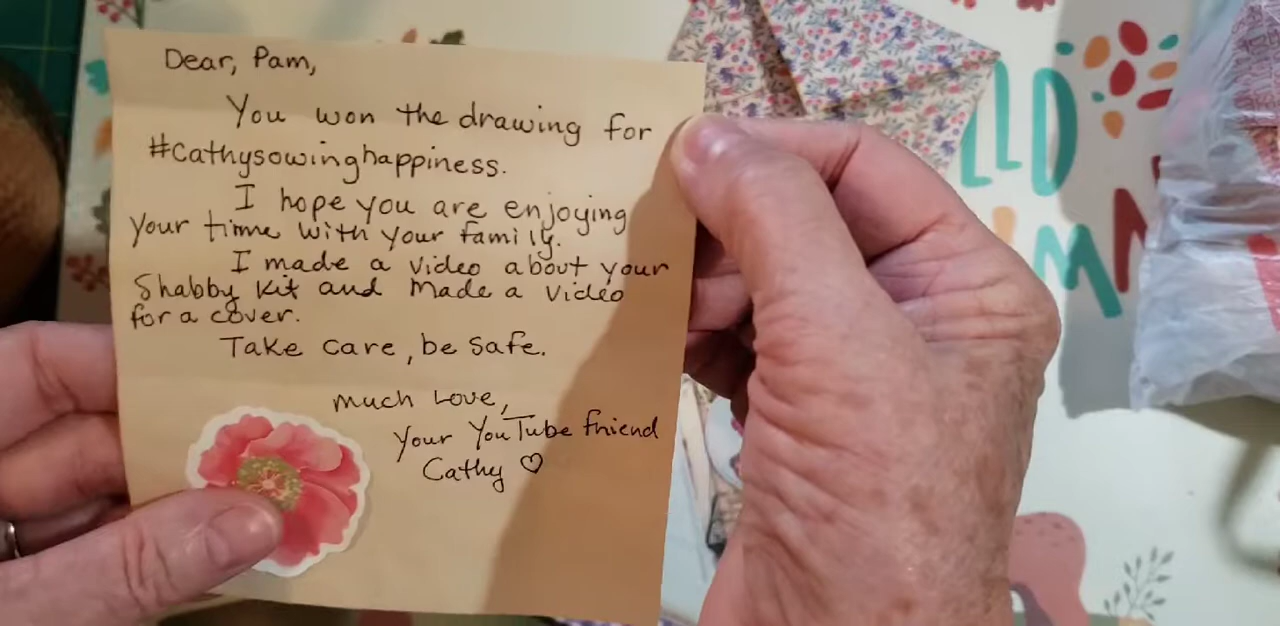 Dear, Pam,
You won the drawing for
#cathysowinghappiness.
I hope you are enjoying
your time with your family.
I made a video about your
Shabby Kit and made a video
for a cover.
Take care, be safe.
much Love,
Your YouTube friend
Cathy ♡